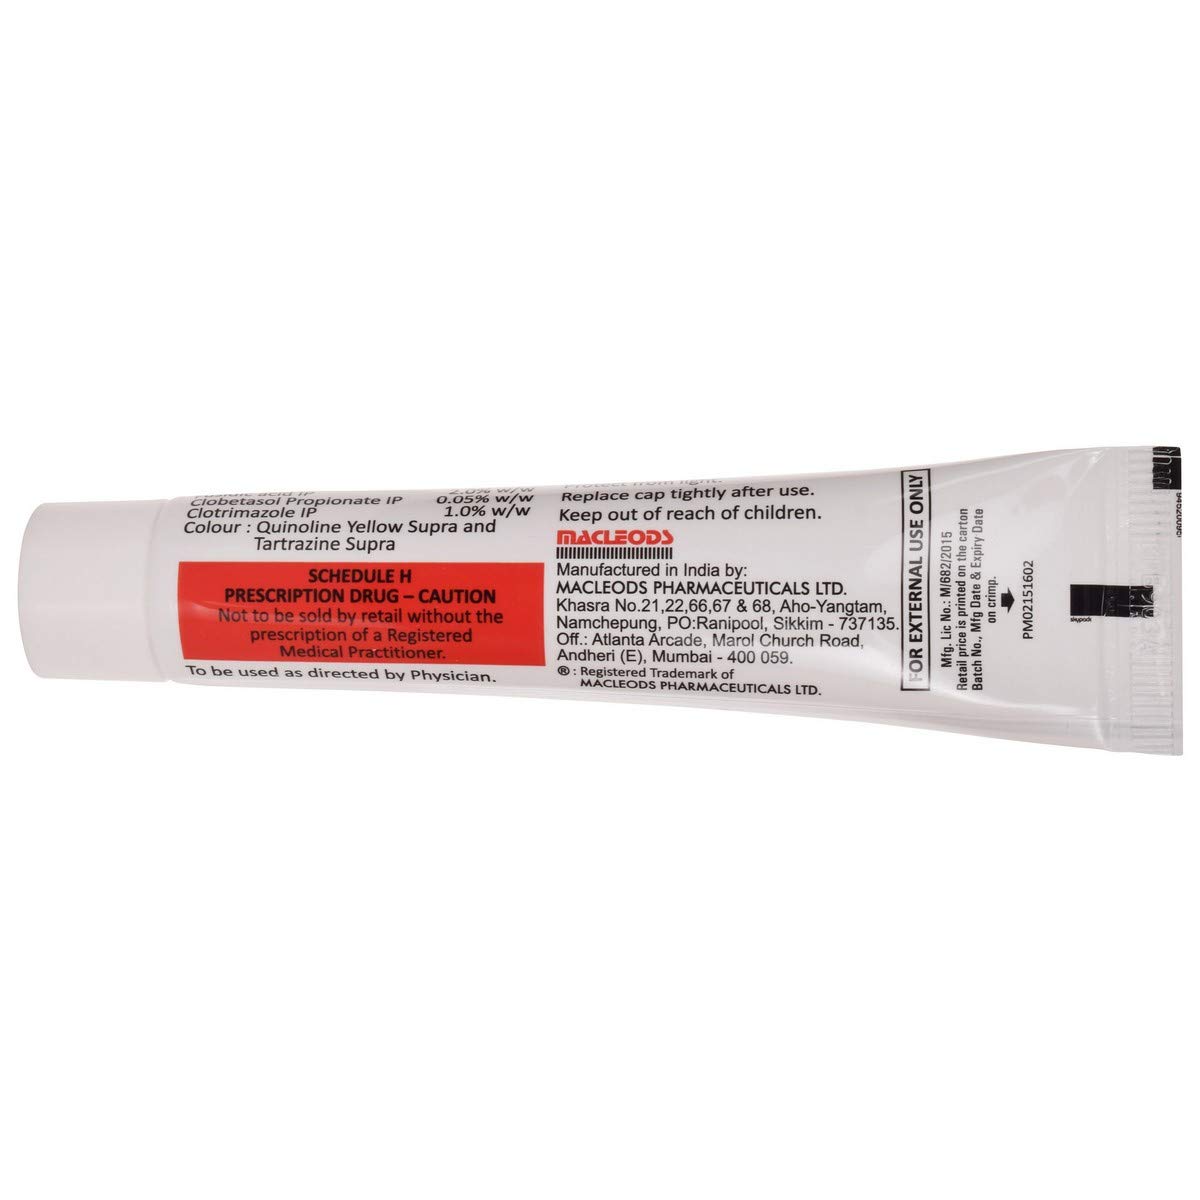 Clobetasol Propionate IP 0.05% w/w
Clotrimazole IP 1.0% w/w
Colour : Quinoline Yellow Supra and
Tartrazine Supra
SCHEDULE H
PRESCRIPTION DRUG – CAUTION
Not to be sold by retail without the
prescription of a Registered
Medical Practitioner.
To be used as directed by Physician.
Protect from light.
Replace cap tightly after use.
Keep out of reach of children.
MACLEODS
Manufactured in India by:
MACLEODS PHARMACEUTICALS LTD.
Khasra No.21,22,66,67 & 68, Aho-Yangtam,
Namchepung, PO:Ranipool, Sikkim - 737135.
Off.: Atlanta Arcade, Marol Church Road,
Andheri (E), Mumbai - 400 059.
® : Registered Trademark of
MACLEODS PHARMACEUTICALS LTD.
FOR EXTERNAL USE ONLY
Mfg. Lic No.: M/682/2015
Retail price is printed on the carton
Batch No., Mfg Date & Expiry Date
on crimp.
PM02151602
skypack